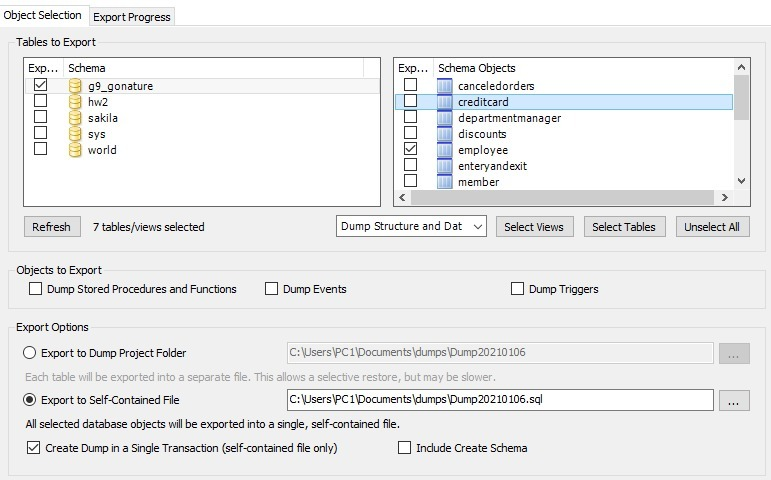 Object Selection Export Progress
Tables to Export
Exp... Schema
g9_gonature
hw2
sakila
sys
world
Exp... Schema Objects
canceledorders
creditcard
departmentmanager
discounts
employee
enteryandexit
member
Refresh 7 tables/views selected Dump Structure and Dat Select Views Select Tables Unselect All
Objects to Export
Dump Stored Procedures and Functions Dump Events Dump Triggers
Export Options
Export to Dump Project Folder C:\Users\PC1\Documents\dumps\Dump20210106 ...
Each table will be exported into a separate file. This allows a selective restore, but may be slower.
Export to Self-Contained File C:\Users\PC1\Documents\dumps\Dump20210106.sql ...
All selected database objects will be exported into a single, self-contained file.
Create Dump in a Single Transaction (self-contained file only) Include Create Schema